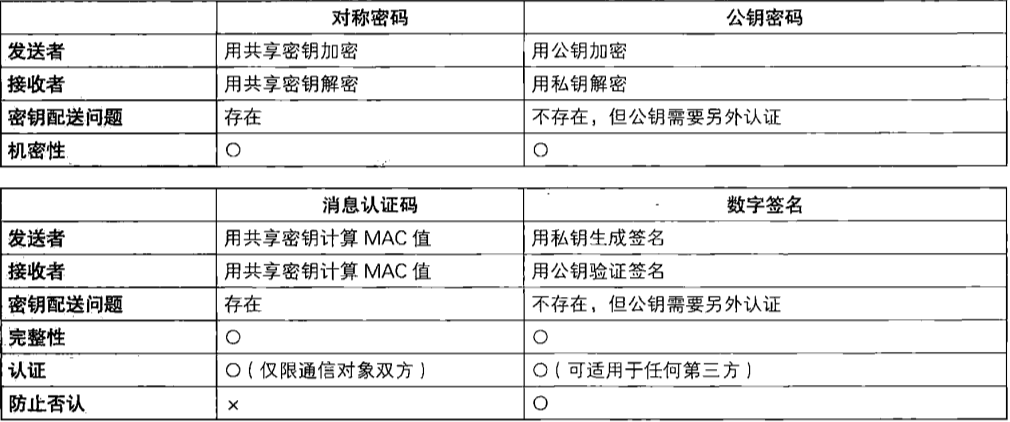 对称密码 公钥密码
发送者 用共享密钥加密 用公钥加密
接收者 用共享密钥解密 用私钥解密
密钥配送问题 存在 不存在，但公钥需要另外认证
机密性 ○ ○
消息认证码 数字签名
发送者 用共享密钥计算 MAC 值 用私钥生成签名
接收者 用共享密钥计算 MAC 值 用公钥验证签名
密钥配送问题 存在 不存在，但公钥需要另外认证
完整性 ○ ○
认证 ○（仅限通信对象双方） ○（可适用于任何第三方）
防止否认 × ○